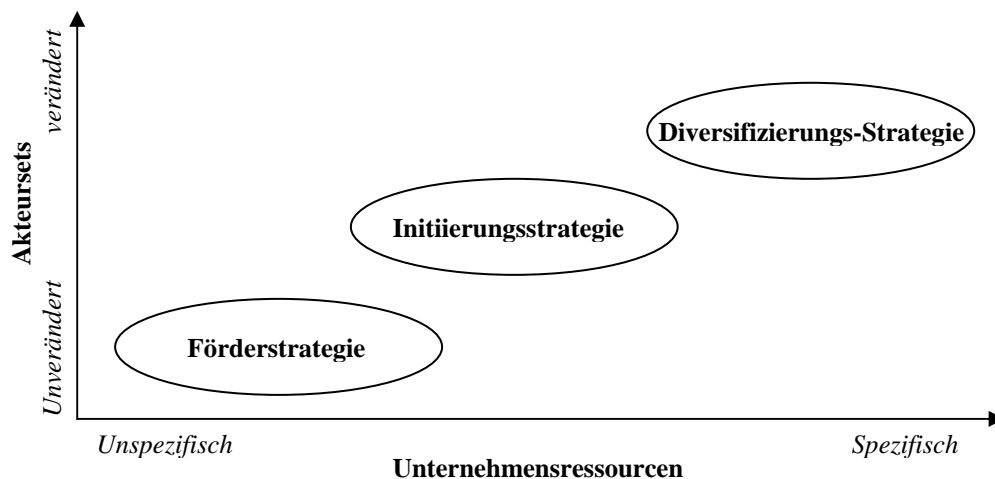 verändert
Akteursets
Unverändert
Diversifizierungs-Strategie
Initiierungsstrategie
Förderstrategie
Unspezifisch
Spezifisch
Unternehmensressourcen